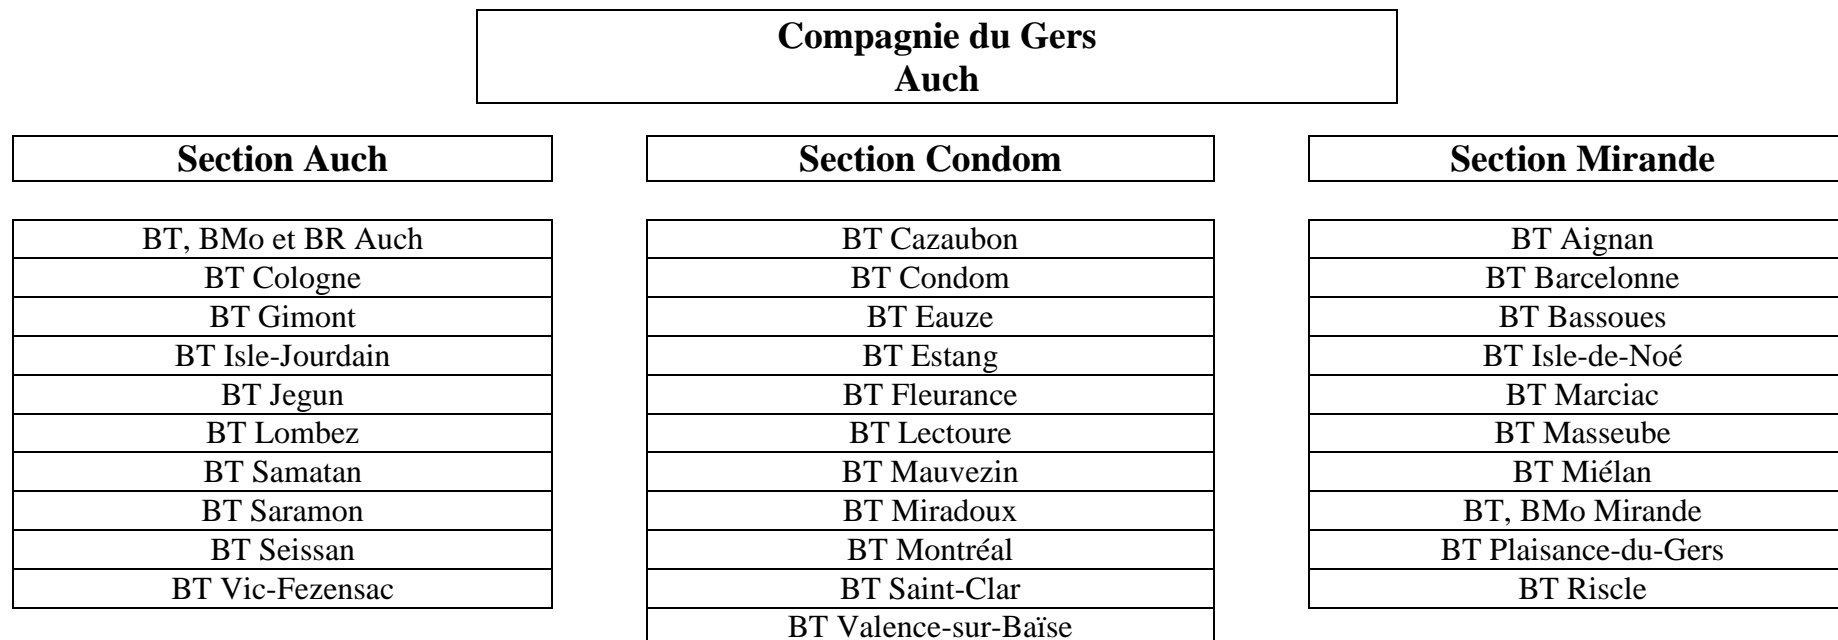 Compagnie du Gers
Auch
Section Auch
BT, BMo et BR Auch
BT Cologne
BT Gimont
BT Isle-Jourdain
BT Jegun
BT Lombez
BT Samatan
BT Saramon
BT Seissan
BT Vic-Fezensac
Section Condom
BT Cazaubon
BT Condom
BT Eauze
BT Estang
BT Fleurance
BT Lectoure
BT Mauvezin
BT Miradoux
BT Montréal
BT Saint-Clar
BT Valence-sur-Baïse
Section Mirande
BT Aignan
BT Barcelonne
BT Bassoues
BT Isle-de-Noé
BT Marciac
BT Masseube
BT Miélan
BT, BMo Mirande
BT Plaisance-du-Gers
BT Riscle